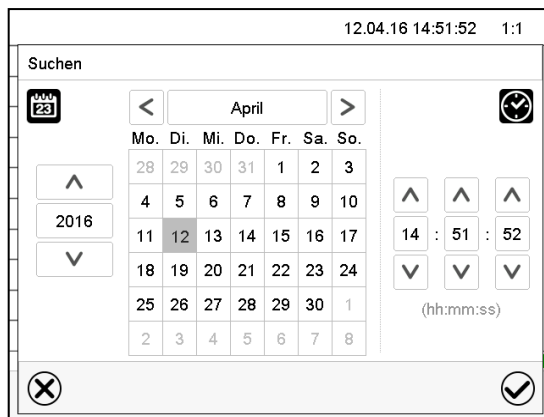 12.04.16 14:51:52 1:1
Suchen
23
< April >
Mo. Di. Mi. Do. Fr. Sa. So.
28 29 30 31 1 2 3
4 5 6 7 8 9 10
2016
11 12 13 14 15 16 17
14 : 51 : 52
18 19 20 21 22 23 24
25 26 27 28 29 30 1
(hh:mm:ss)
2 3 4 5 6 7 8